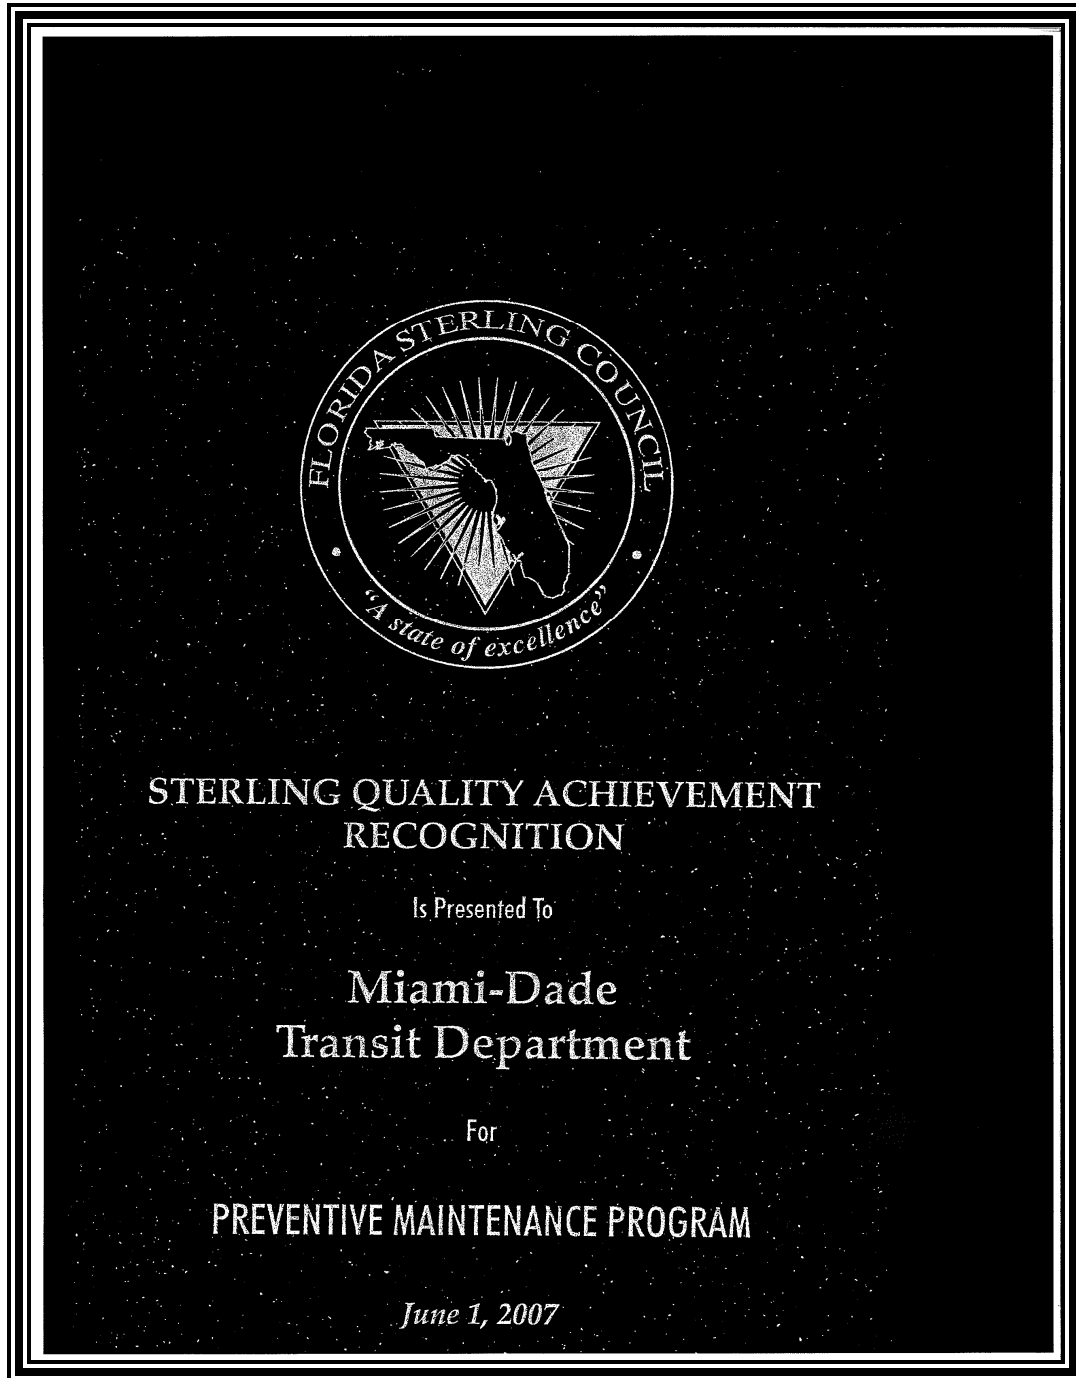 FLORIDA STERLING COUNCIL
“A state of excellence”
STERLING QUALITY ACHIEVEMENT
RECOGNITION
Is Presented To
Miami-Dade
Transit Department
For
PREVENTIVE MAINTENANCE PROGRAM
June 1, 2007